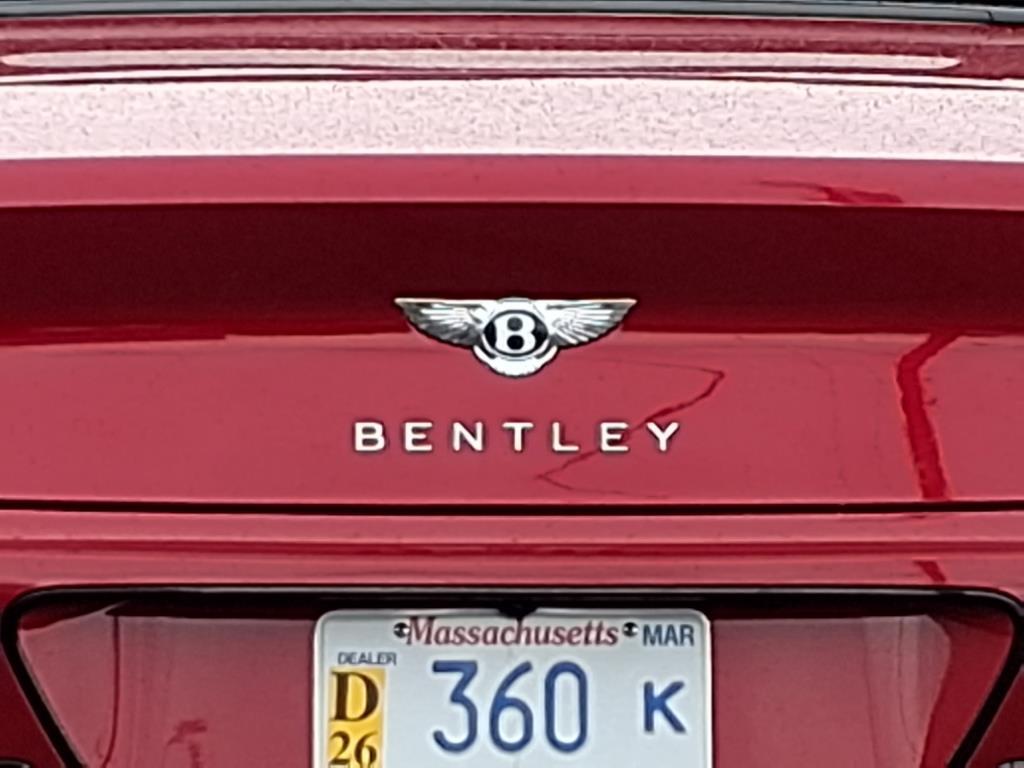 B
BENTLEY
Massachusetts MAR
DEALER
D 360 K
26